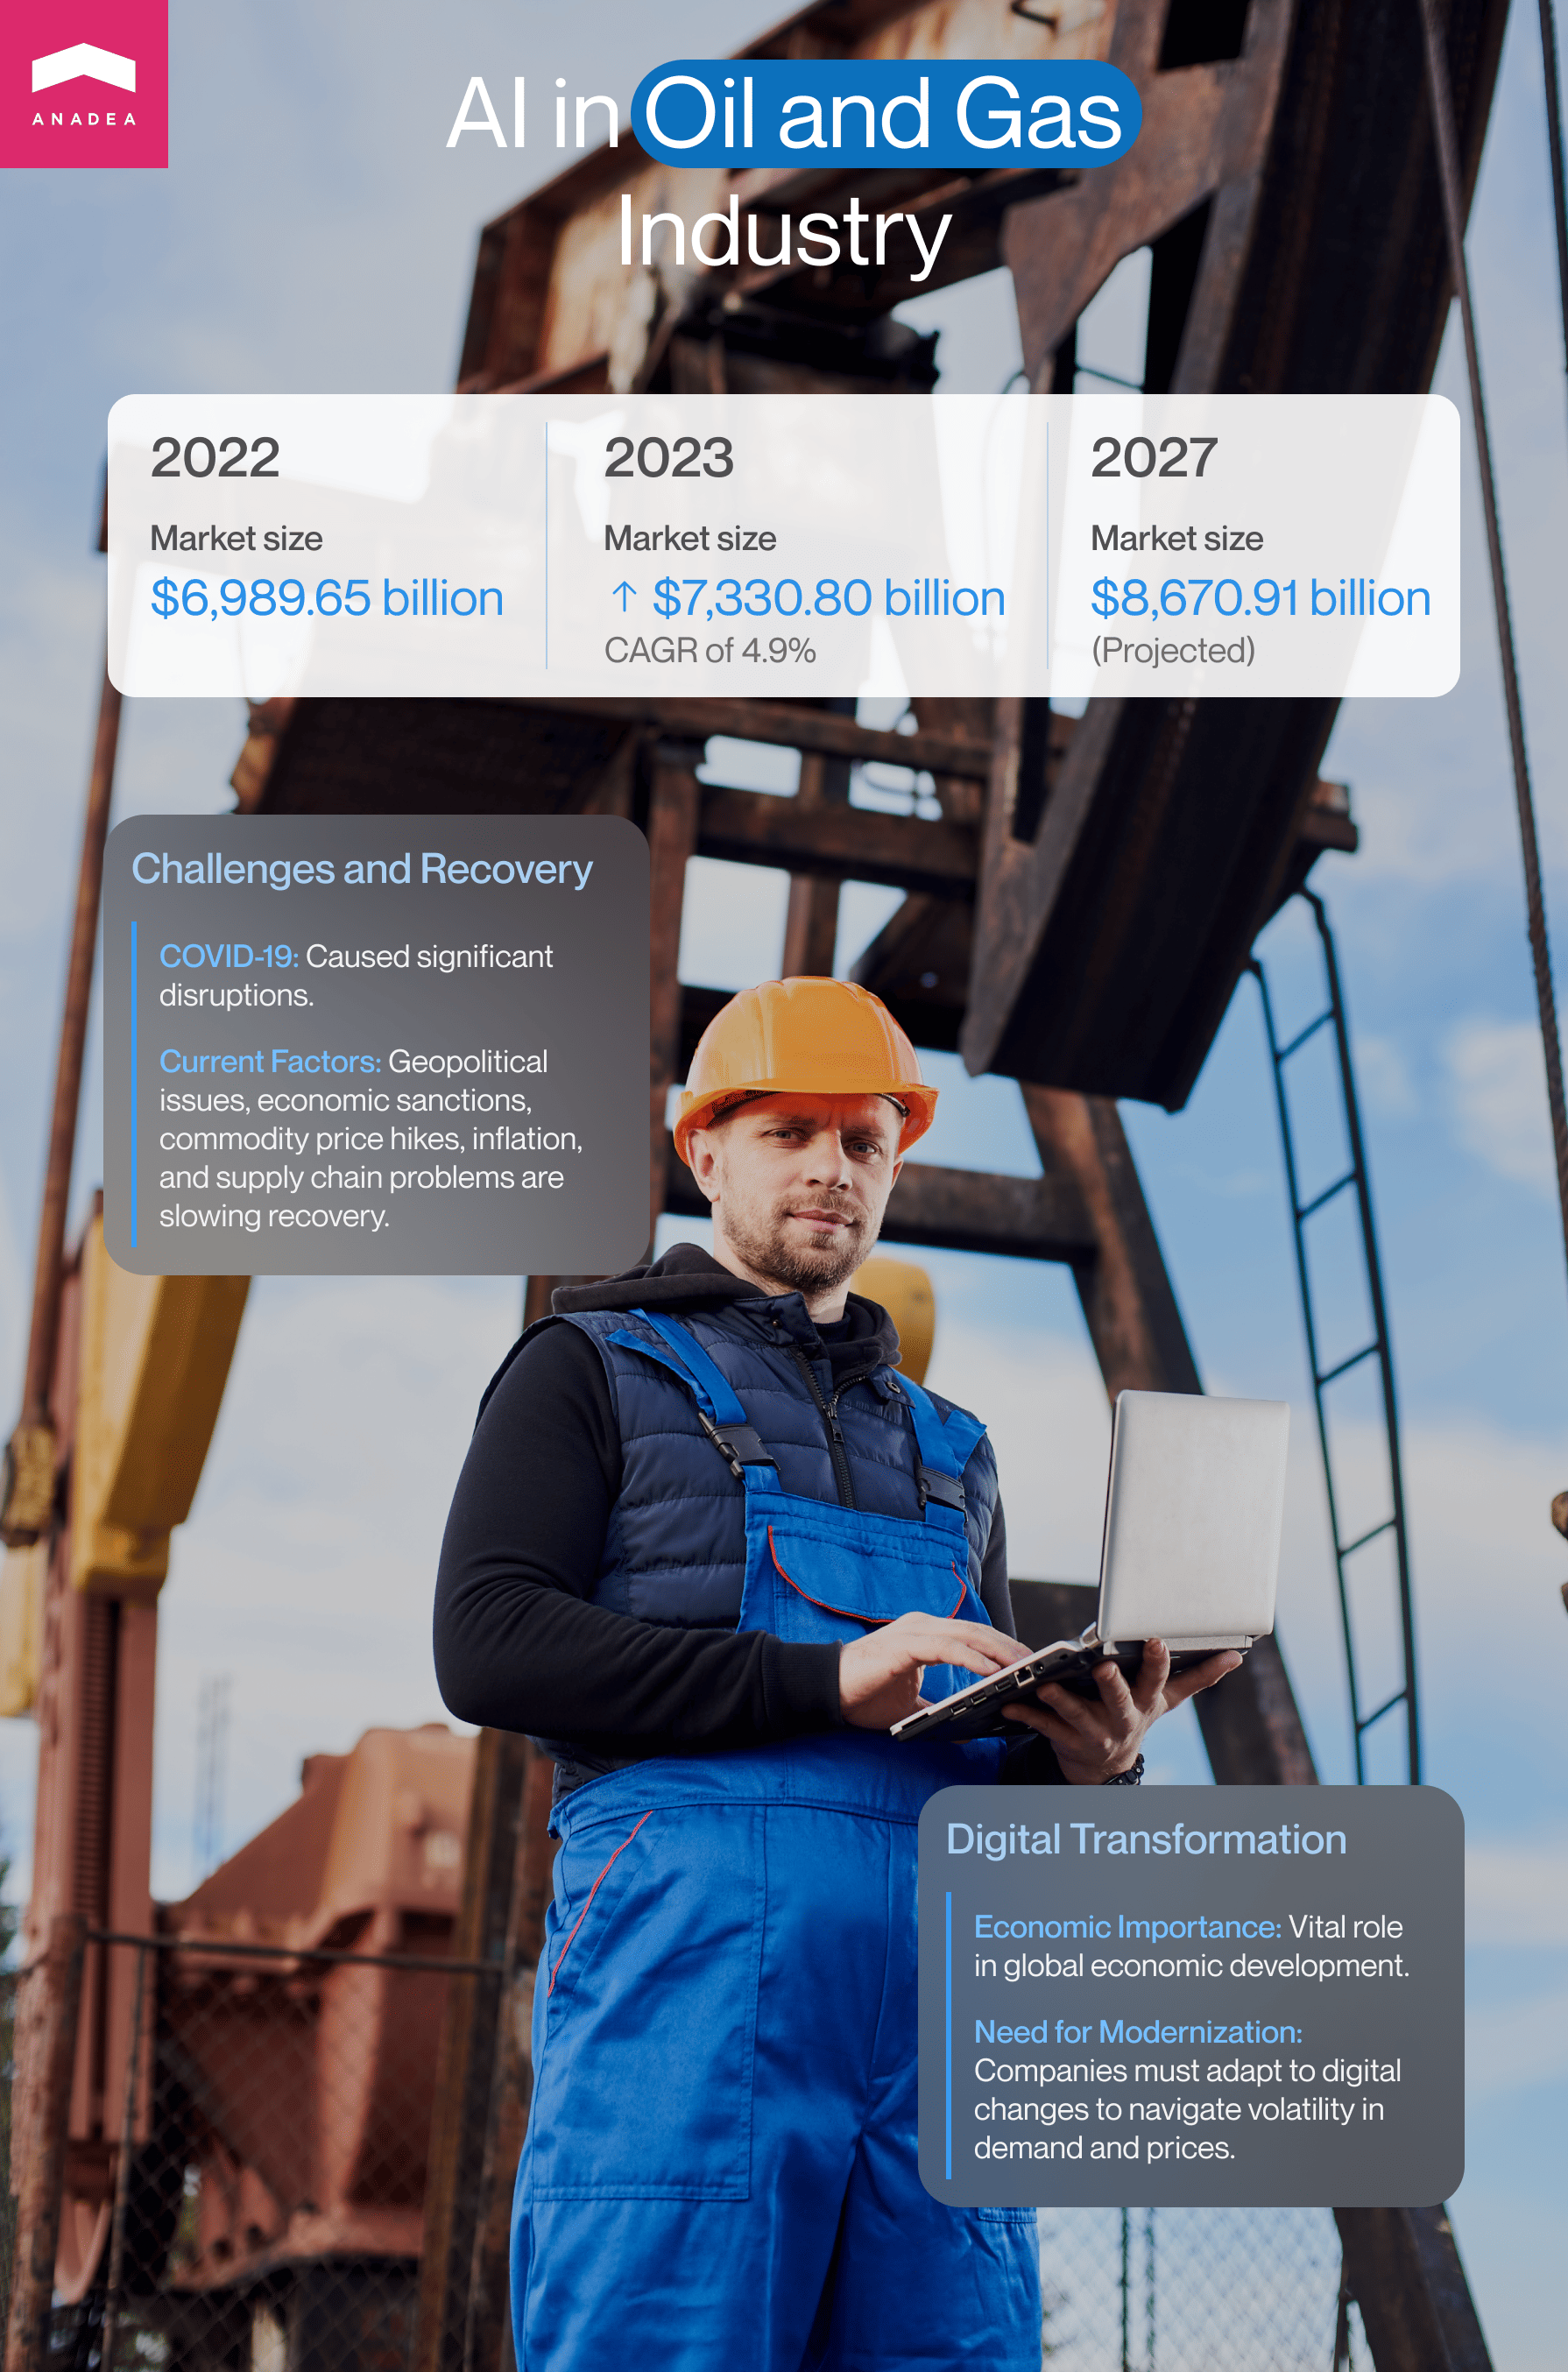 ANADEA
AI in Oil and Gas
Industry
2022
Market size
$6,989.65 billion
2023
Market size
↑ $7,330.80 billion
CAGR of 4.9%
2027
Market size
$8,670.91 billion
(Projected)
Challenges and Recovery
COVID-19: Caused significant
disruptions.
Current Factors: Geopolitical
issues, economic sanctions,
commodity price hikes, inflation,
and supply chain problems are
slowing recovery.
Digital Transformation
Economic Importance: Vital role
in global economic development.
Need for Modernization:
Companies must adapt to digital
changes to navigate volatility in
demand and prices.